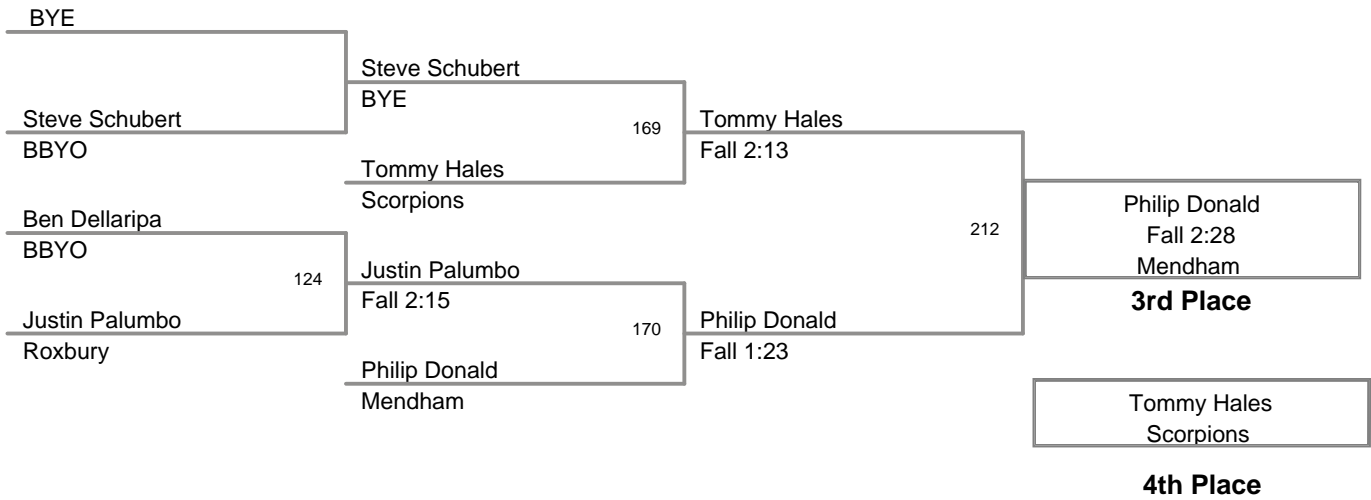 BYE
Steve Schubert
BBYO
Ben Dellaripa
BBYO
124
Justin Palumbo
Roxbury
Steve Schubert
BYE
169
Tommy Hales
Scorpions
Justin Palumbo
Fall 2:15
170
Philip Donald
Mendham
Tommy Hales
Fall 2:13
212
Philip Donald
Fall 1:23
Philip Donald
Fall 2:28
Mendham
3rd Place
Tommy Hales
Scorpions
4th Place